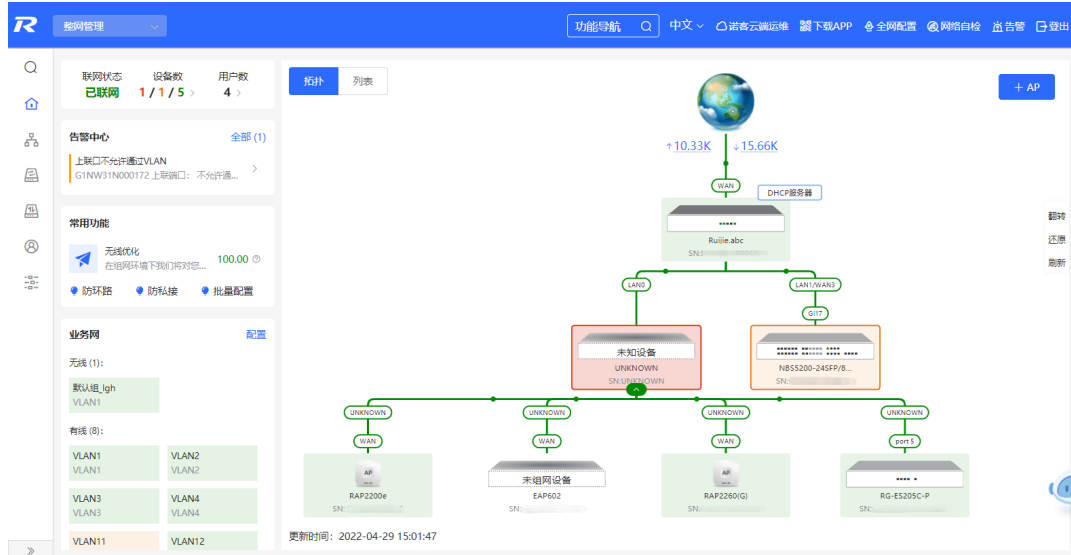 整网管理
功能导航
中文
诺客云端运维
下载APP
全网配置
网络自检
告警
登出
联网状态 设备数 用户数
已联网 1 / 1 / 5 > 4 >
告警中心 全部 (1)
上联口不允许通过VLAN
G1NW31N000172 上联端口： 不允许通...
常用功能
无线优化
在组网环境下我们将对您... 100.00
防环路 防私接 批量配置
业务网 配置
无线 (1):
默认组_lgh
VLAN1
有线 (8):
VLAN1 VLAN2
VLAN1 VLAN2
VLAN3 VLAN4
VLAN3 VLAN4
VLAN11 VLAN12
拓扑 列表
+ AP
↑10.33K ↓15.66K
WAN
DHCP服务器
Ruijie.abc
SN:
翻转
还原
刷新
LAN0 LAN1/WAN3
Gi17
未知设备
UNKNOWN NBS5200-24SFP/8...
SN:UNKNOWN SN:
UNKNOWN UNKNOWN UNKNOWN UNKNOWN
WAN WAN WAN port 5
AP 未组网设备 AP
RAP2200e EAP602 RAP2260(G) RG-ES205C-P
SN: SN: SN: SN:
更新时间：2022-04-29 15:01:47